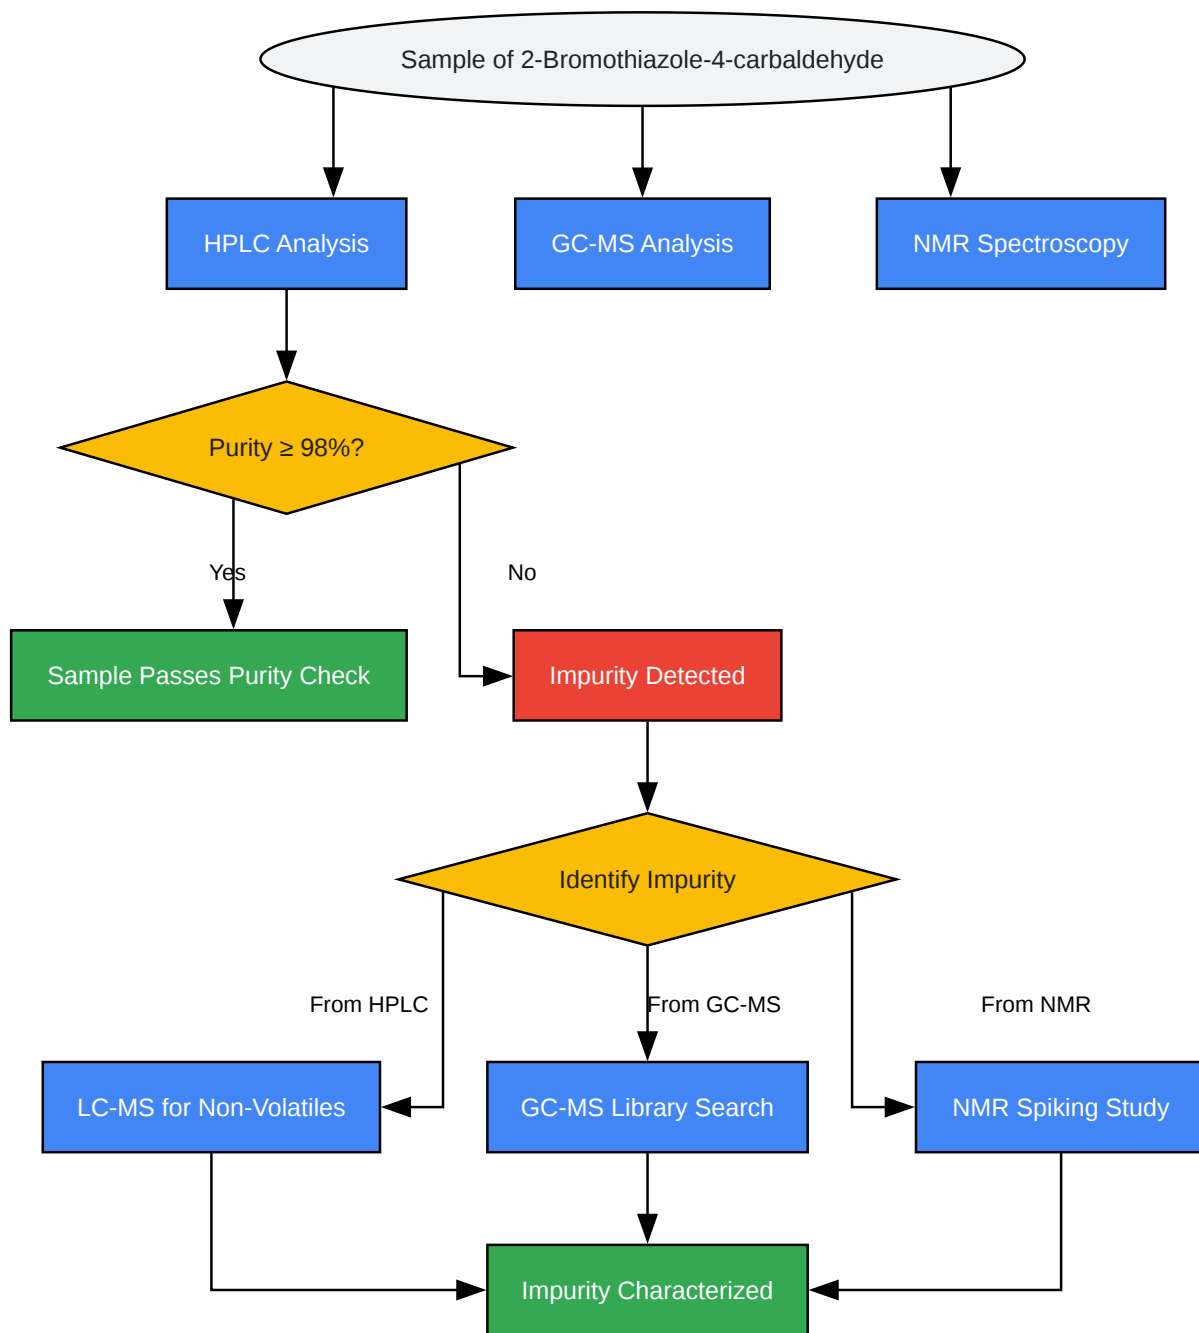 Sample of 2-Bromothiazole-4-carbaldehyde
HPLC Analysis
GC-MS Analysis
NMR Spectroscopy
Purity ≥ 98%?
Yes
No
Sample Passes Purity Check
Impurity Detected
Identify Impurity
From HPLC
From GC-MS
From NMR
LC-MS for Non-Volatiles
GC-MS Library Search
NMR Spiking Study
Impurity Characterized